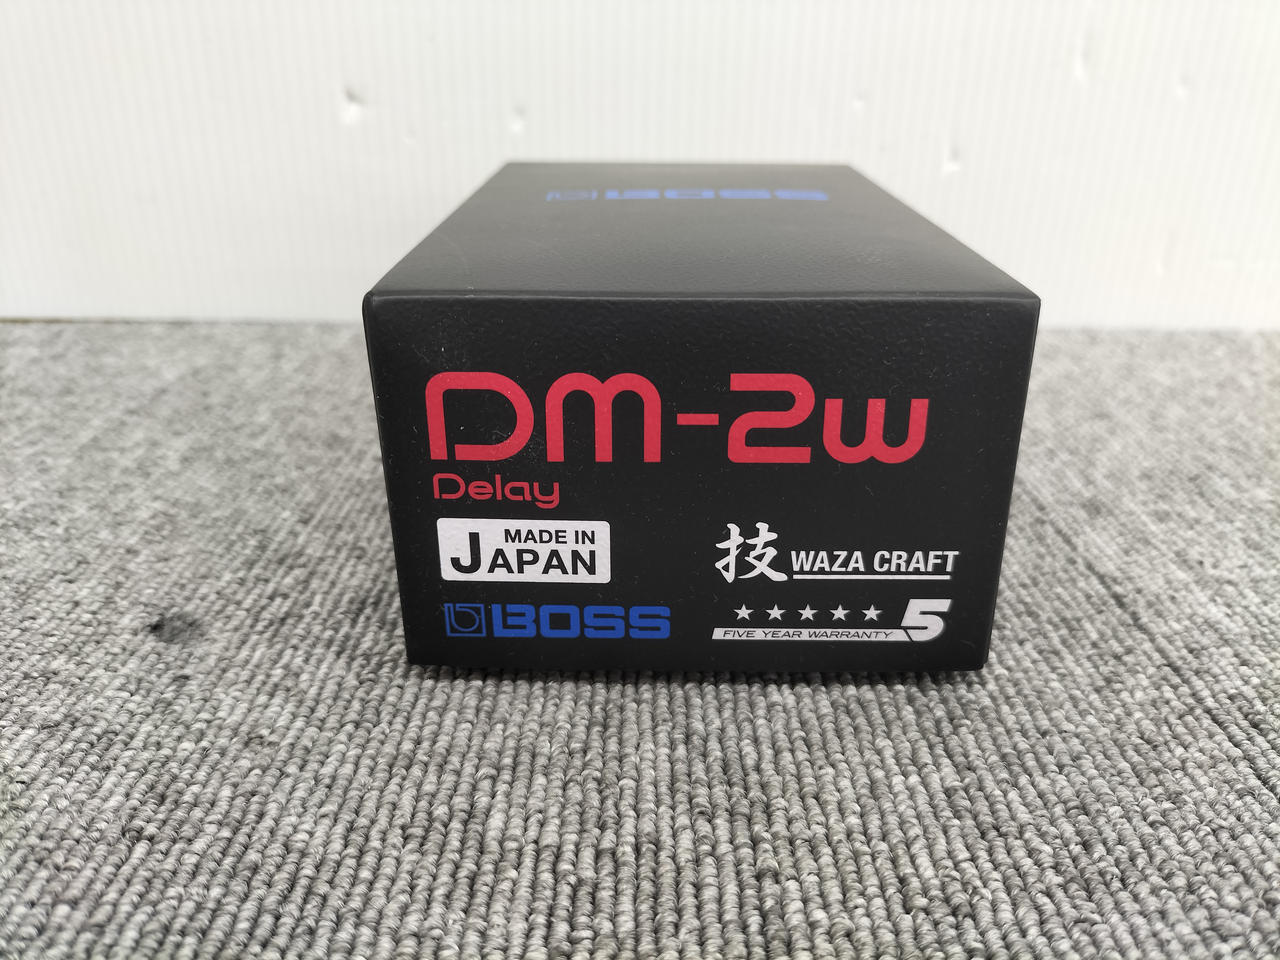 BOSS
DM-2w
Delay
MADE IN
JAPAN
技 WAZA CRAFT
BOSS
★★★★★ 5
FIVE YEAR WARRANTY